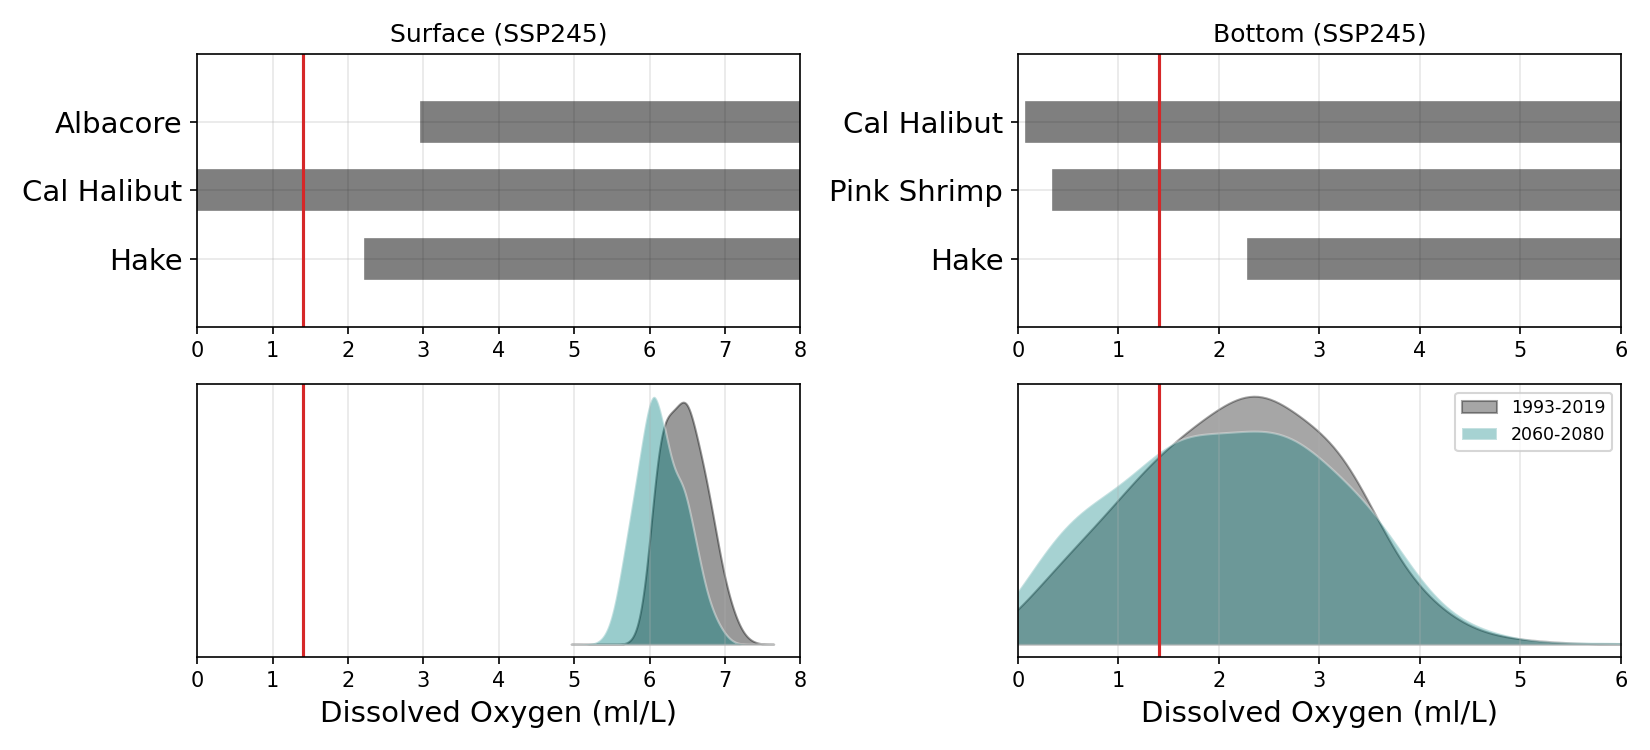 Surface (SSP245)
Albacore
Cal Halibut
Hake
0 1 2 3 4 5 6 7 8
Bottom (SSP245)
Cal Halibut
Pink Shrimp
Hake
0 1 2 3 4 5 6
0 1 2 3 4 5 6 7 8
Dissolved Oxygen (ml/L)
1993-2019
2060-2080
0 1 2 3 4 5 6
Dissolved Oxygen (ml/L)